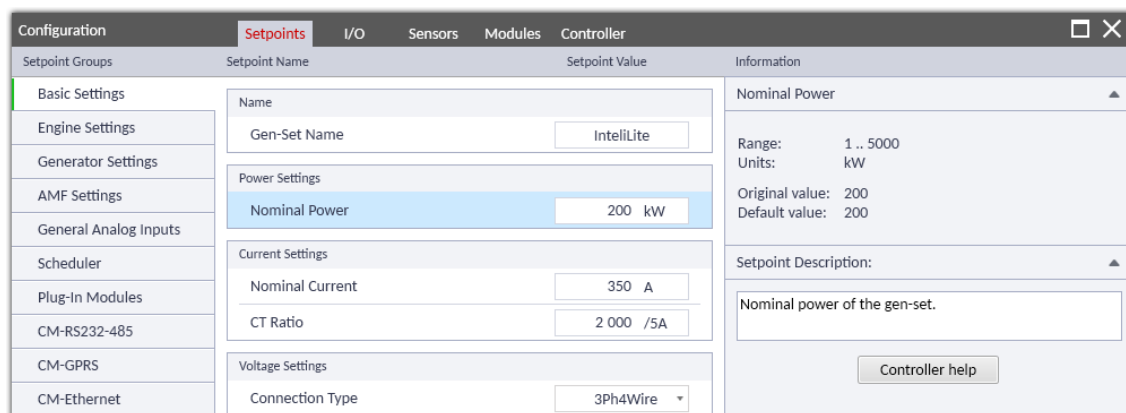 Configuration Setpoints I/O Sensors Modules Controller
Setpoint Groups Setpoint Name Setpoint Value Information
Basic Settings
Engine Settings
Generator Settings
AMF Settings
General Analog Inputs
Scheduler
Plug-In Modules
CM-RS232-485
CM-GPRS
CM-Ethernet
Name
Gen-Set Name InteliLite
Power Settings
Nominal Power 200 kW
Current Settings
Nominal Current 350 A
CT Ratio 2 000 /5A
Voltage Settings
Connection Type 3Ph4Wire
Nominal Power
Range: 1 .. 5000
Units: kW
Original value: 200
Default value: 200
Setpoint Description:
Nominal power of the gen-set.
Controller help